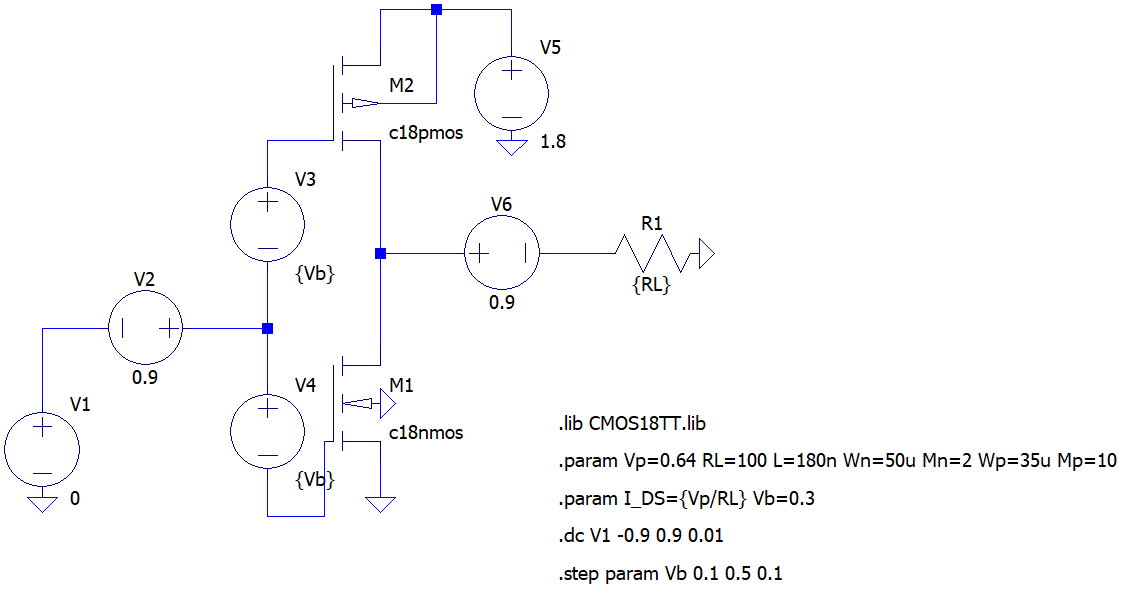 V5
M2
c18pmos
1.8
V3
V6
R1
{Vb}
{RL}
V2
0.9
0.9
V4
M1
V1
c18nmos
{Vb}
0
.lib CMOS18TT.lib
.param Vp=0.64 RL=100 L=180n Wn=50u Mn=2 Wp=35u Mp=10
.param I_DS={Vp/RL} Vb=0.3
.dc V1 -0.9 0.9 0.01
.step param Vb 0.1 0.5 0.1